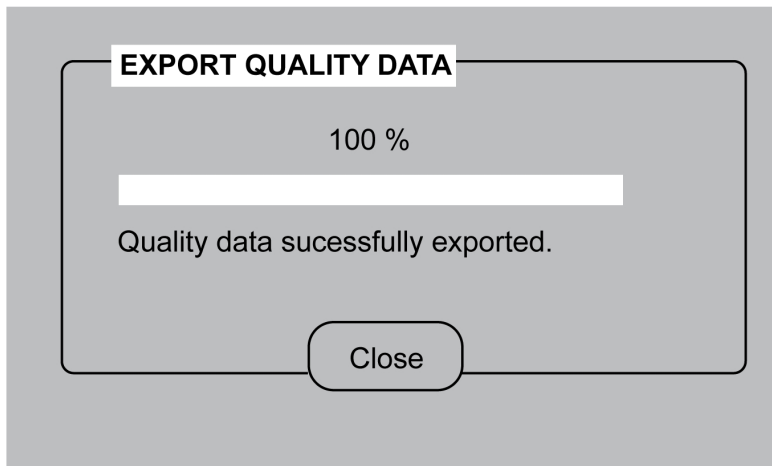 EXPORT QUALITY DATA
100 %
Quality data sucessfully exported.
Close